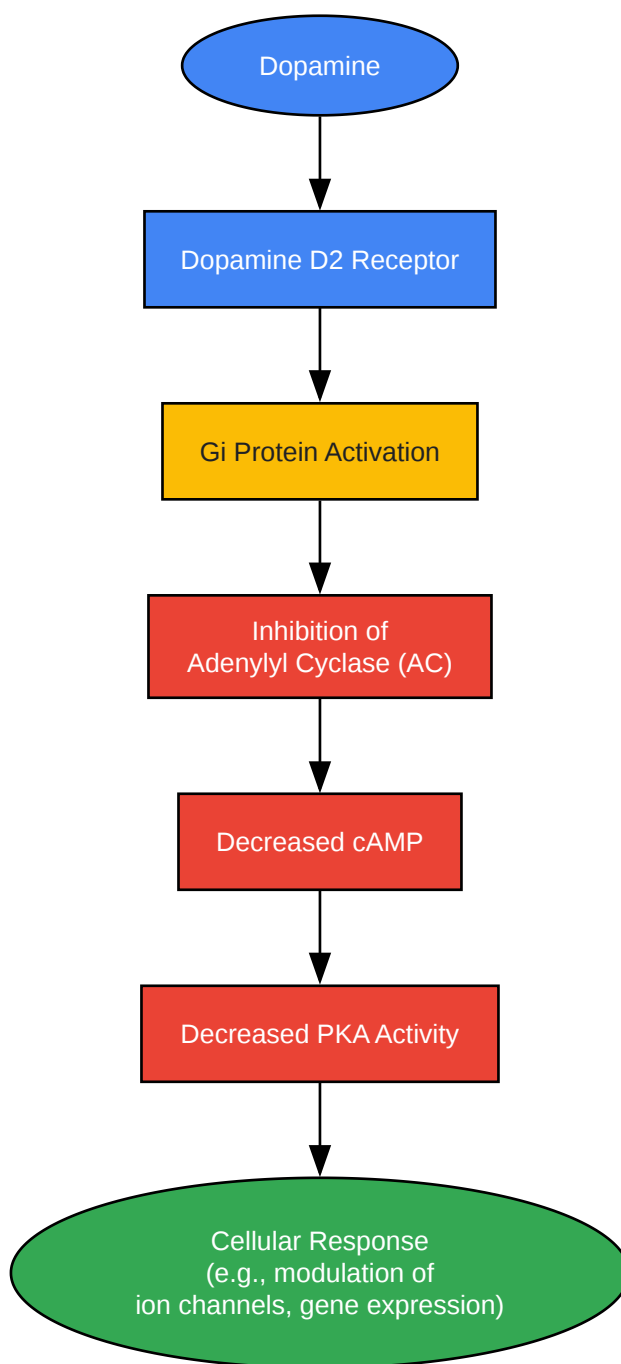 Dopamine
Dopamine D2 Receptor
Gi Protein Activation
Inhibition of
Adenylyl Cyclase (AC)
Decreased cAMP
Decreased PKA Activity
Cellular Response
(e.g., modulation of
ion channels, gene expression)